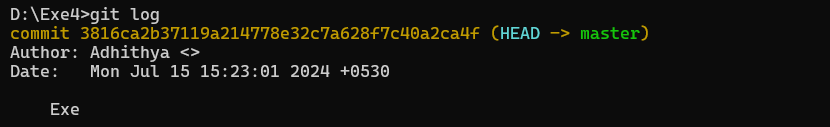 D:\Exe4>git log
commit 3816ca2b37119a214778e32c7a628f7c40a2ca4f (HEAD -> master)
Author: Adhithya <>
Date:   Mon Jul 15 15:23:01 2024 +0530
    Exe